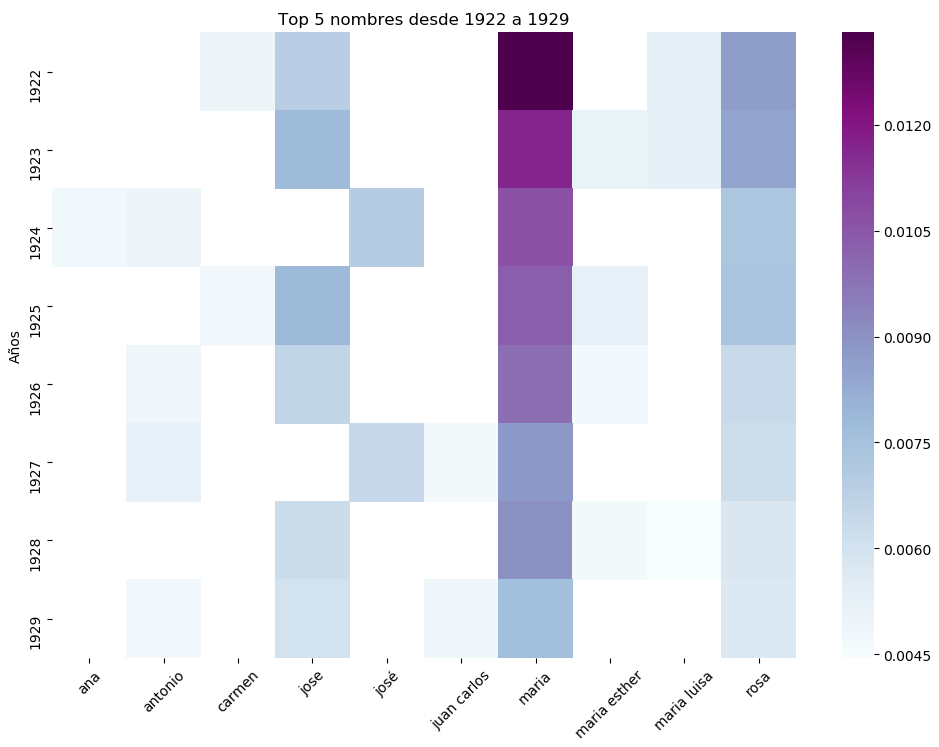 Top 5 nombres desde 1922 a 1929
Años
1922
1923
1924
1925
1926
1927
1928
1929
ana
antonio
carmen
jose
josé
juan carlos
maria
maria esther
maria luisa
rosa
0.0120
0.0105
0.0090
0.0075
0.0060
0.0045